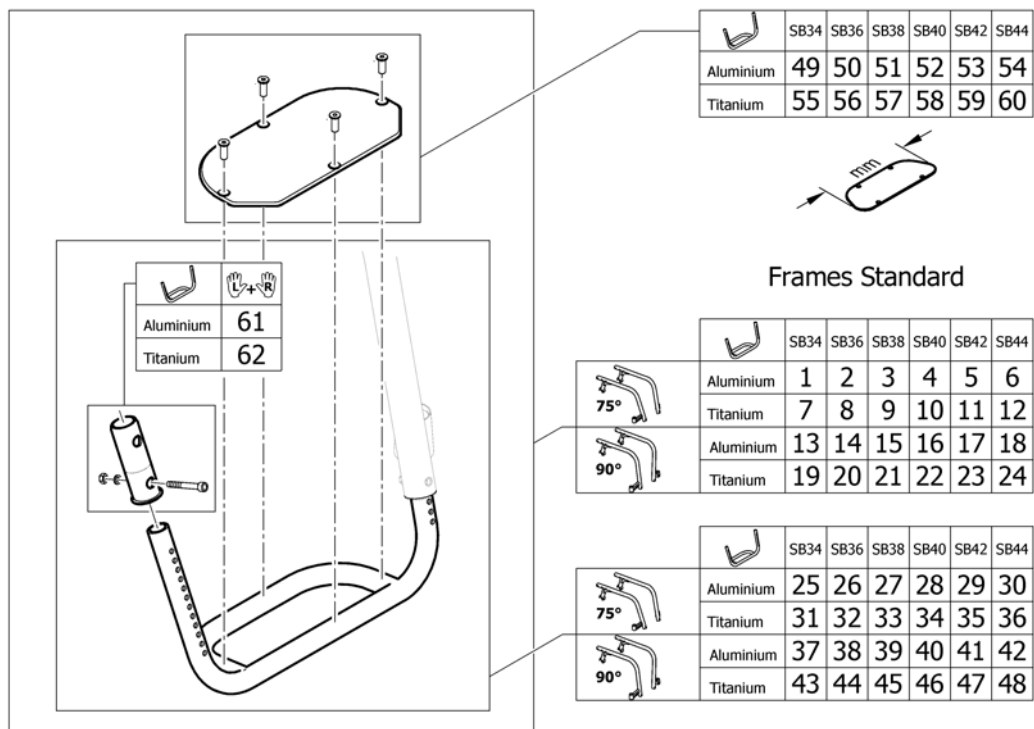 SB34 SB36 SB38 SB40 SB42 SB44
Aluminium 49 50 51 52 53 54
Titanium 55 56 57 58 59 60
mm
L + R
Aluminium 61
Titanium 62
Frames Standard
SB34 SB36 SB38 SB40 SB42 SB44
75°
Aluminium 1 2 3 4 5 6
Titanium 7 8 9 10 11 12
90°
Aluminium 13 14 15 16 17 18
Titanium 19 20 21 22 23 24
SB34 SB36 SB38 SB40 SB42 SB44
75°
Aluminium 25 26 27 28 29 30
Titanium 31 32 33 34 35 36
90°
Aluminium 37 38 39 40 41 42
Titanium 43 44 45 46 47 48